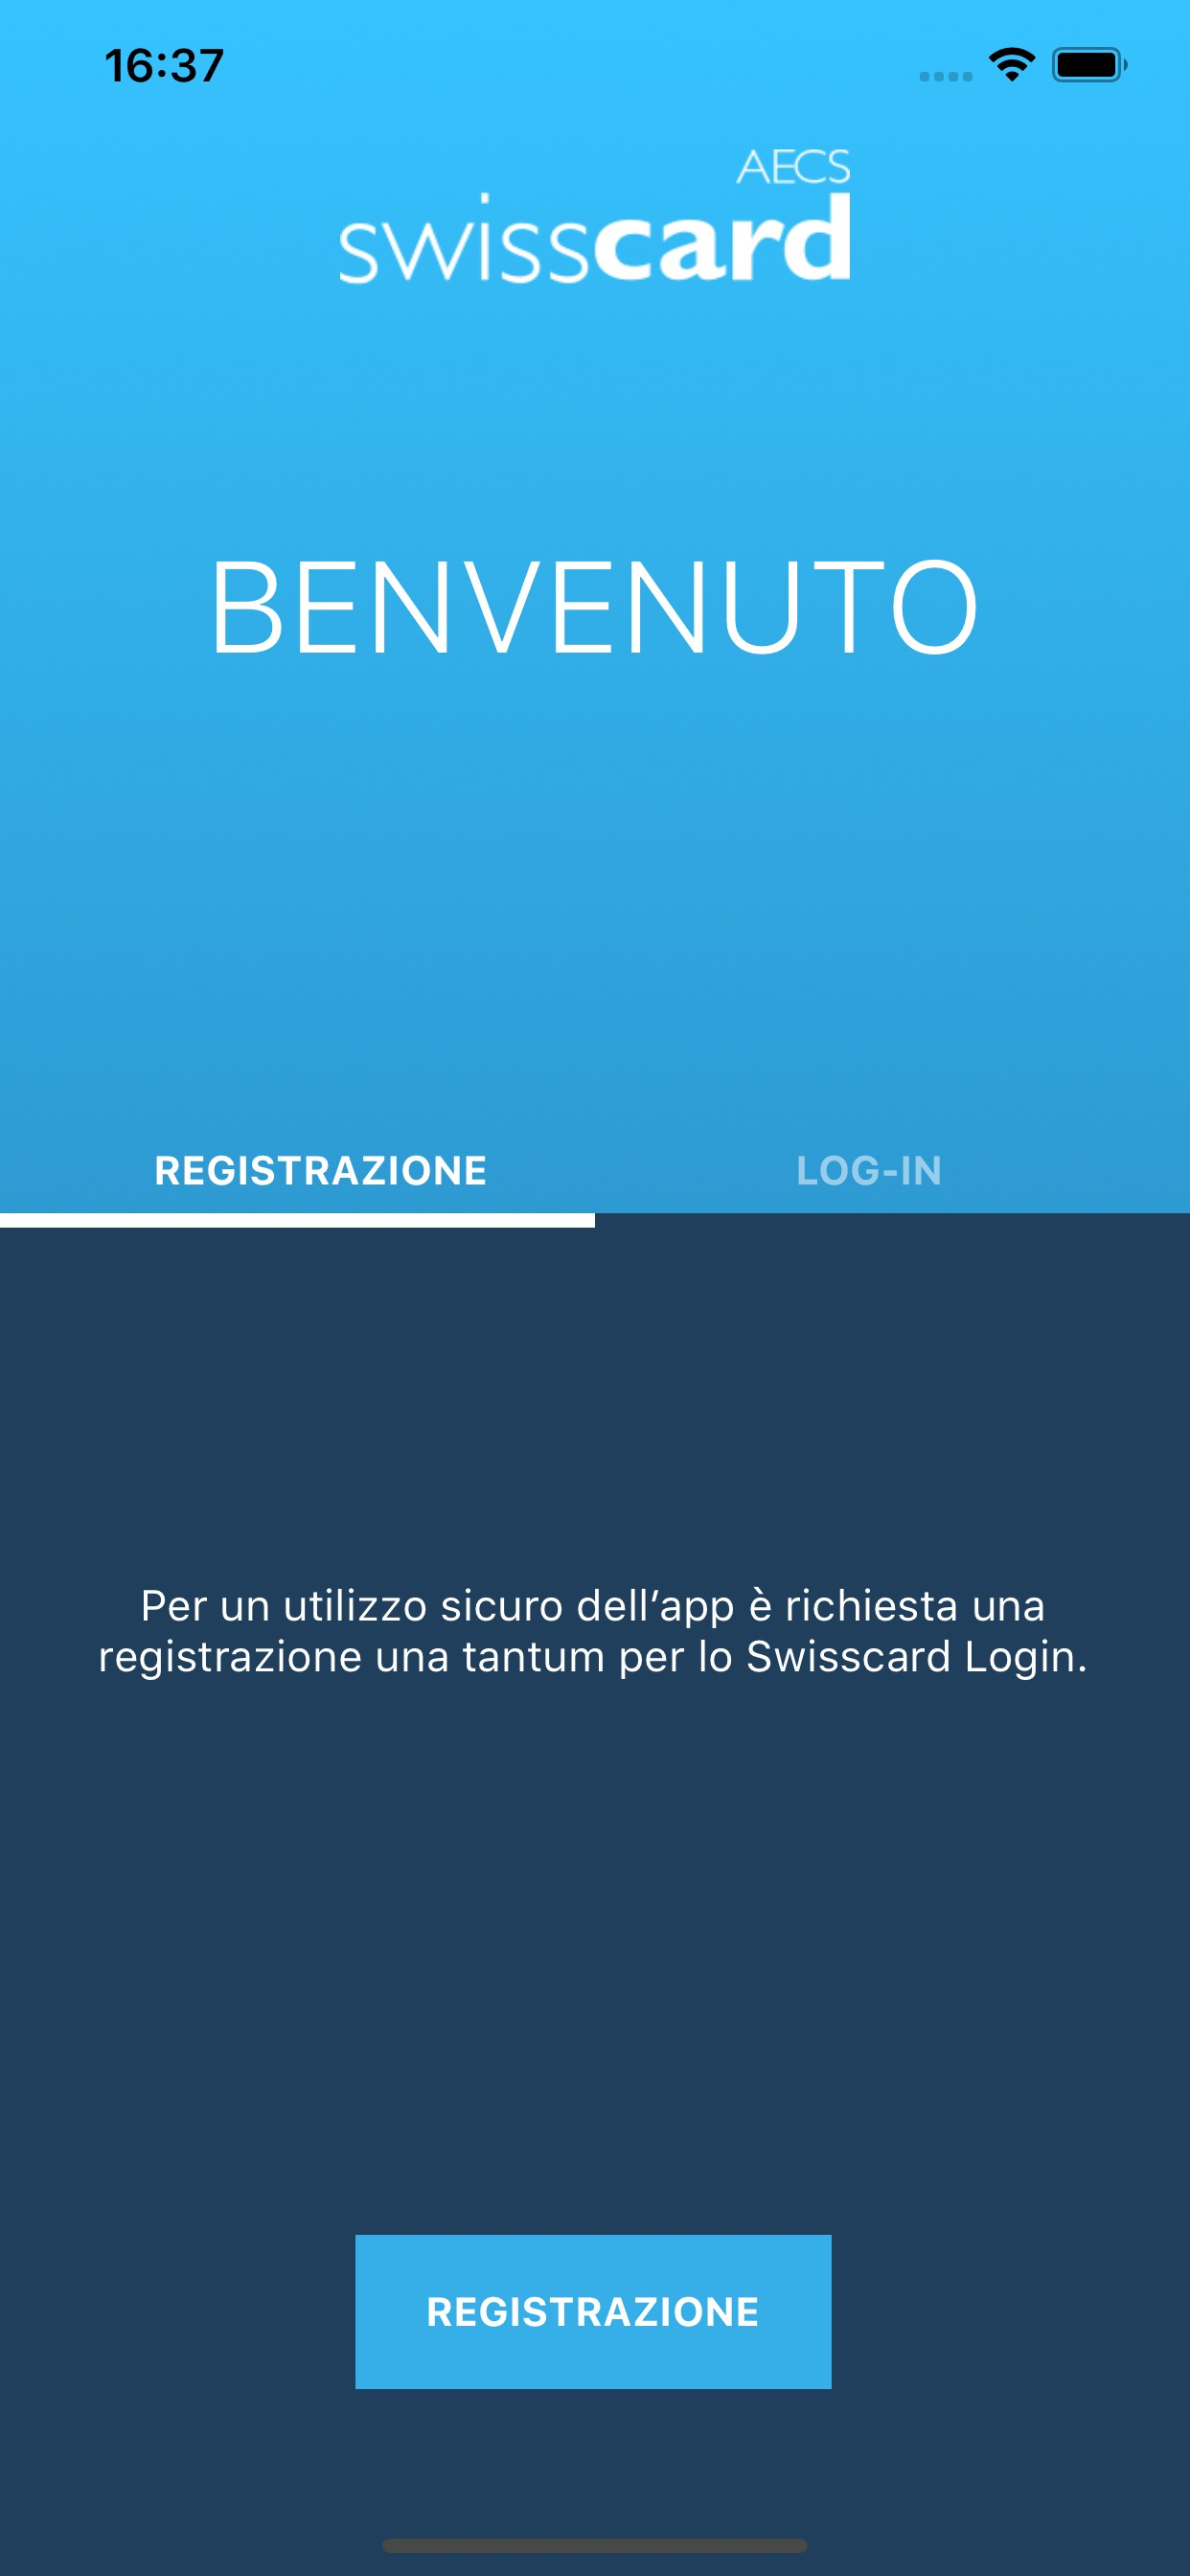 16:37
AECS
swisscard
BENVENUTO
REGISTRAZIONE
LOG-IN
Per un utilizzo sicuro dell’app è richiesta una
registrazione una tantum per lo Swisscard Login.
REGISTRAZIONE